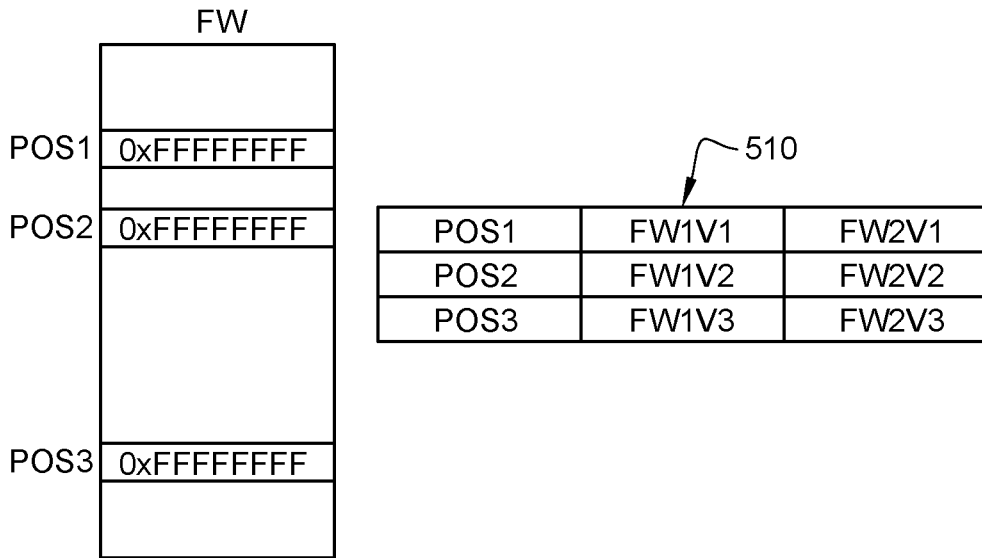 FW
POS1 0xFFFFFFFF
510
POS2 0xFFFFFFFF
POS1 FW1V1 FW2V1
POS2 FW1V2 FW2V2
POS3 FW1V3 FW2V3
POS3 0xFFFFFFFF